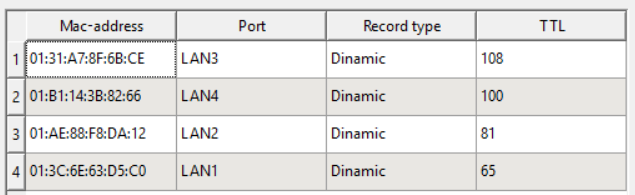 Mac-address Port Record type TTL
1 01:31:A7:8F:6B:CE LAN3 Dinamic 108
2 01:B1:14:3B:82:66 LAN4 Dinamic 100
3 01:AE:88:F8:DA:12 LAN2 Dinamic 81
4 01:3C:6E:63:D5:C0 LAN1 Dinamic 65